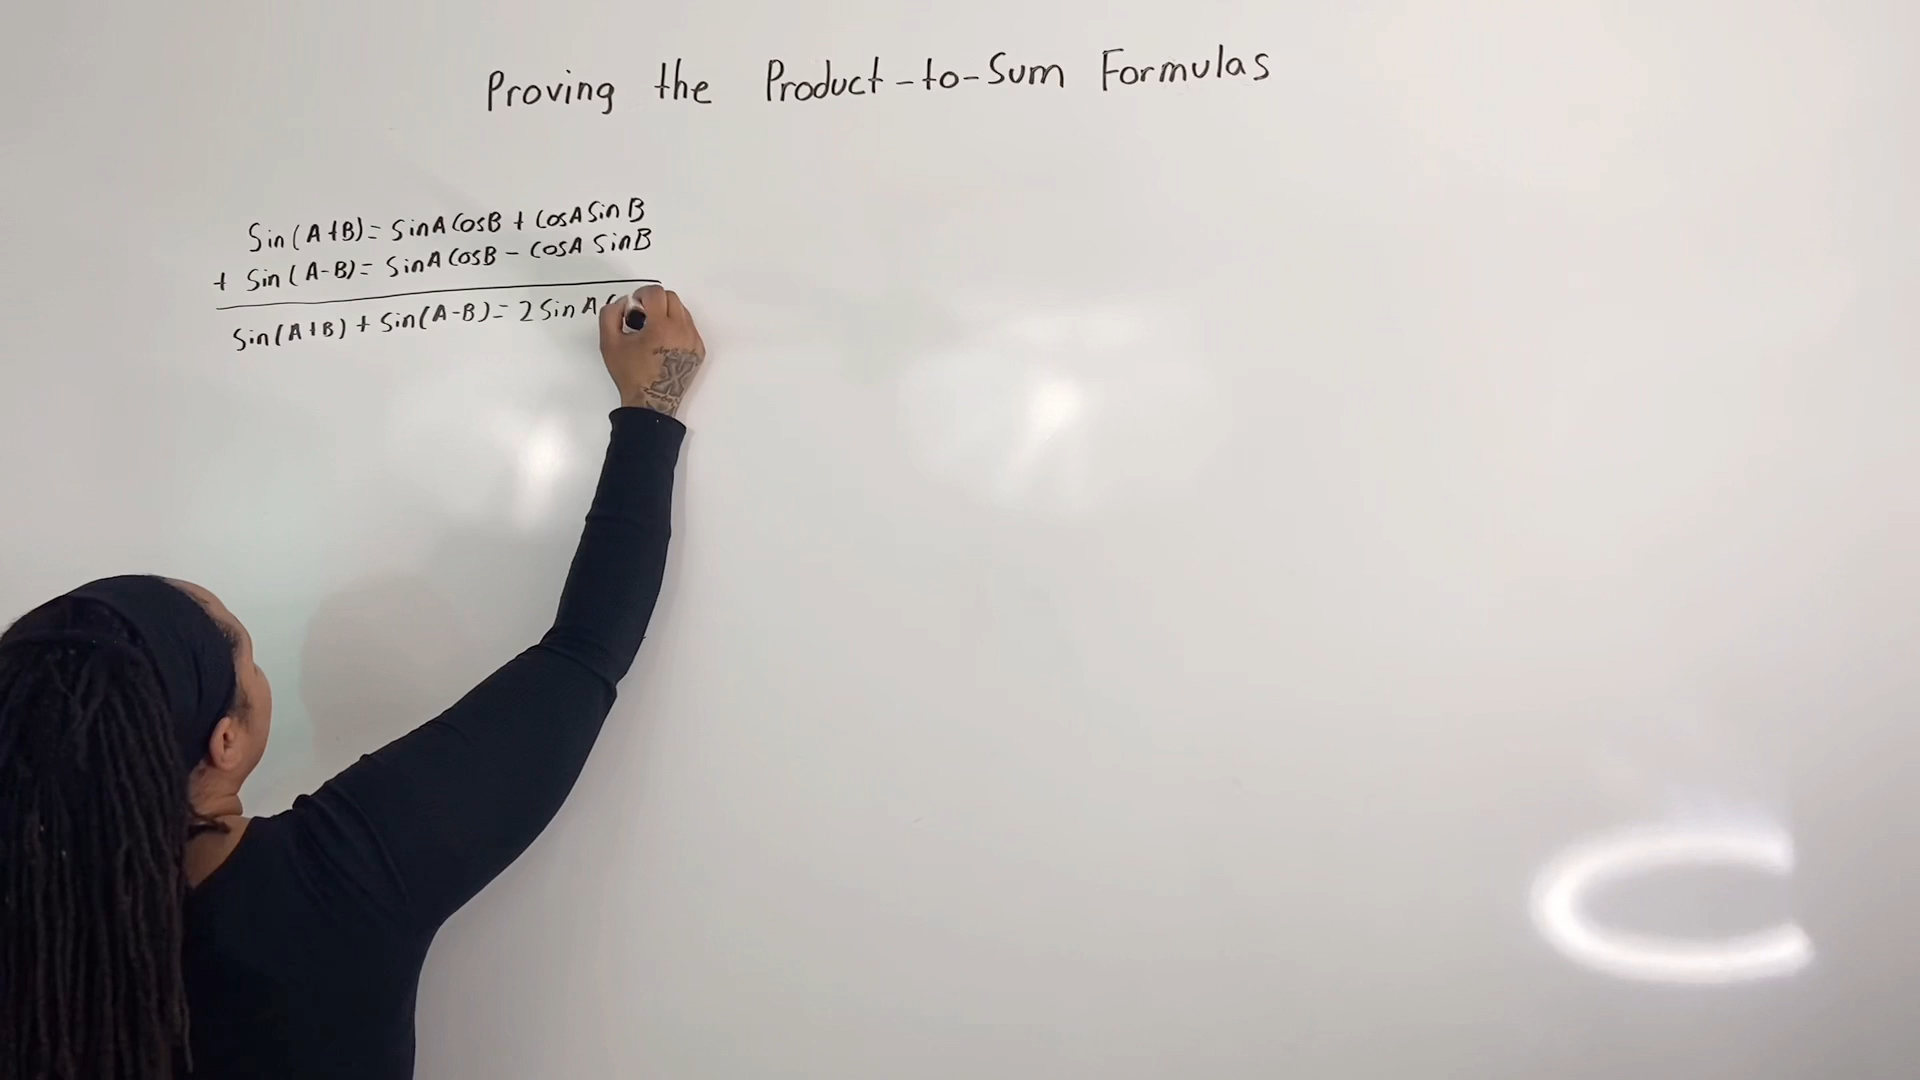 Proving the Product-to-Sum Formulas
Sin(A+B)= SinA CosB + CosA Sin B
+ Sin(A-B)= SinA CosB - CosA SinB
Sin(A+B) + Sin(A-B)= 2 Sin A
X